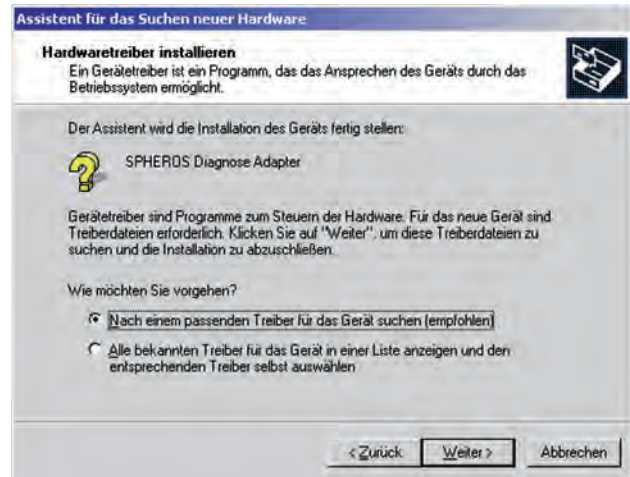 Assistent für das Suchen neuer Hardware
Hardwaretreiber installieren
Ein Gerätetreiber ist ein Programm, das das Ansprechen des Geräts durch das
Betriebssystem ermöglicht.
Der Assistent wird die Installation des Geräts fertig stellen:
SPHEROS Diagnose Adapter
Gerätetreiber sind Programme zum Steuern der Hardware. Für das neue Gerät sind
Treiberdateien erforderlich. Klicken Sie auf "Weiter", um diese Treiberdateien zu
suchen und die Installation zu abzuschließen.
Wie möchten Sie vorgehen?
Nach einem passenden Treiber für das Gerät suchen (empfohlen)
Alle bekannten Treiber für das Gerät in einer Liste anzeigen und den
entsprechenden Treiber selbst auswählen
< Zurück Weiter > Abbrechen